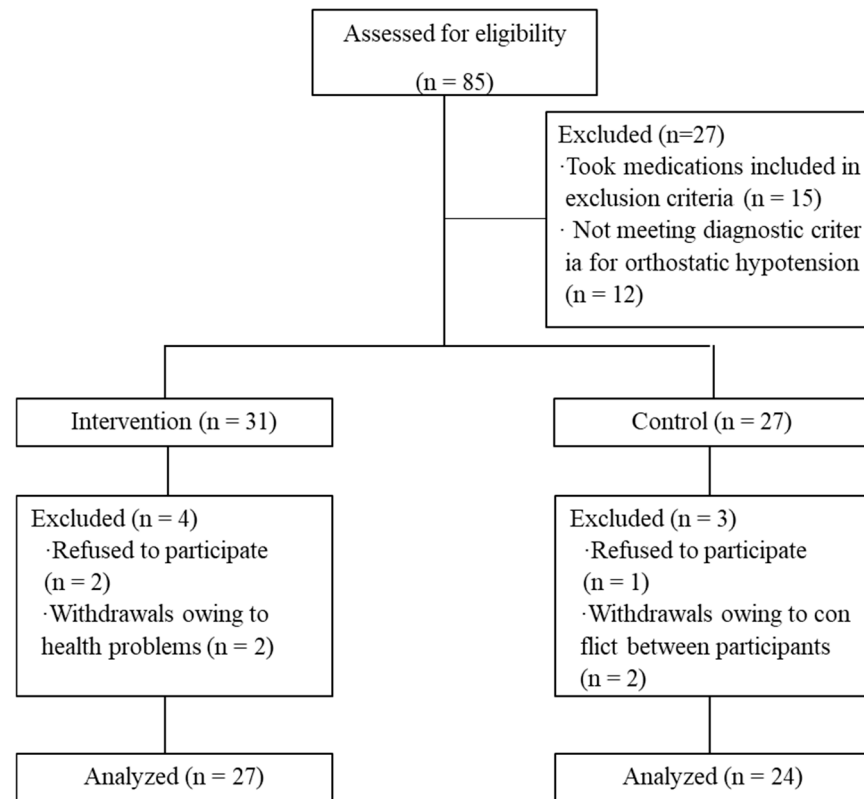 Assessed for eligibility
(n = 85)
Excluded (n=27)
·Took medications included in
exclusion criteria (n = 15)
· Not meeting diagnostic criter
ia for orthostatic hypotension
(n = 12)
Intervention (n = 31)
Control (n = 27)
Excluded (n = 4)
·Refused to participate
(n = 2)
·Withdrawals owing to
health problems (n = 2)
Excluded (n = 3)
·Refused to participate
(n = 1)
·Withdrawals owing to con
flict between participants
(n = 2)
Analyzed (n = 27)
Analyzed (n = 24)